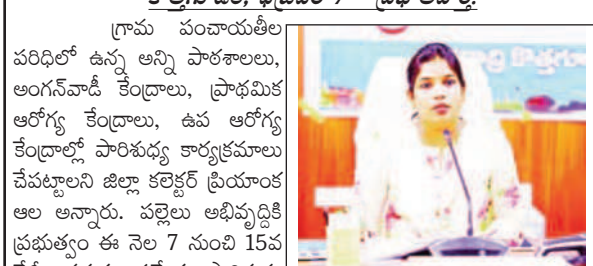 గ్రామ పంచాయతీల
పరిధిలో ఉన్న అన్ని పాఠశాలలు,
అంగన్‌వాడీ కేంద్రాలు, ప్రాథమిక
ఆరోగ్య కేంద్రాలు, ఉప ఆరోగ్య
కేంద్రాల్లో పారిశుధ్య కార్యక్రమాలు
చేపట్టాలని జిల్లా కలెక్టర్ ప్రియాంక
ఆల అన్నారు. పల్లెలు అభివృద్దికి
ప్రభుత్వం ఈ నెల 7 నుంచి 15వ